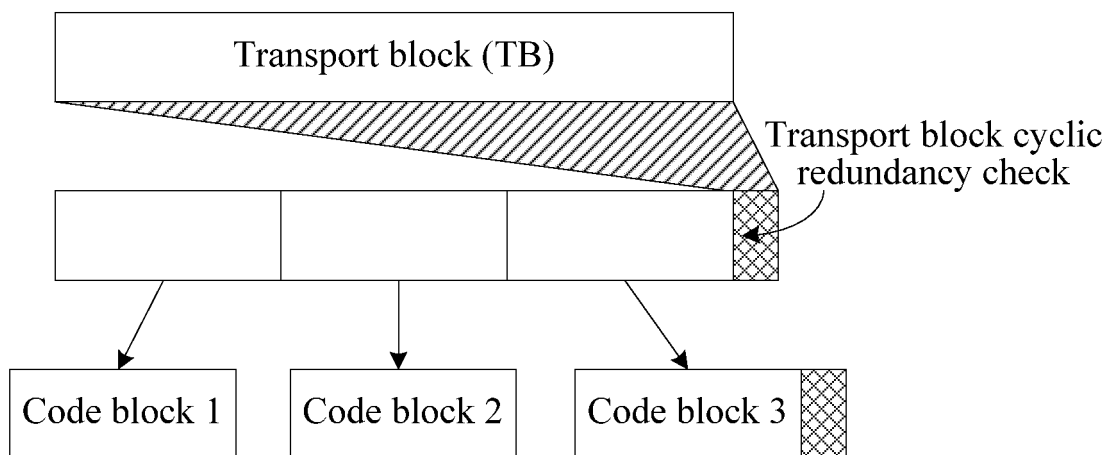 Transport block (TB)
Transport block cyclic
redundancy check
Code block 1
Code block 2
Code block 3